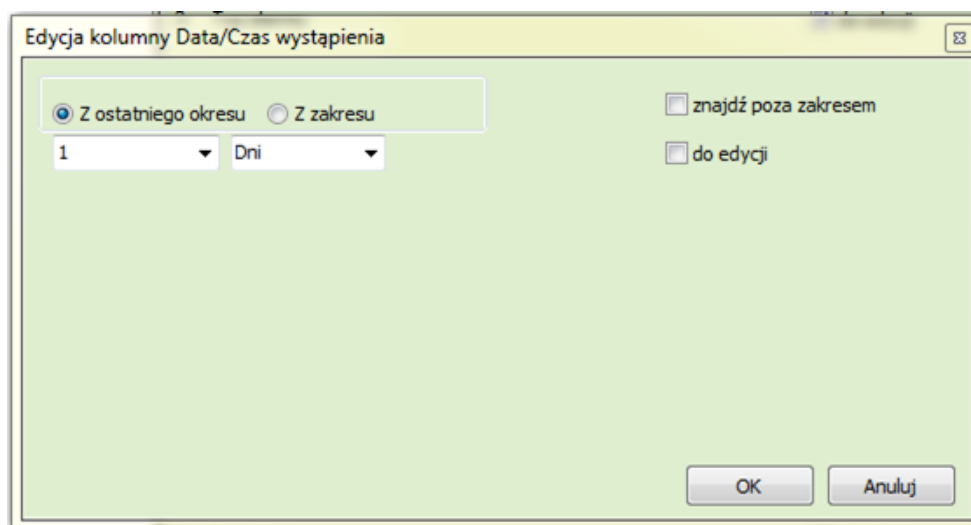 Edycja kolumny Data/Czas wystąpienia
Z ostatniego okresu Z zakresu
znajdź poza zakresem
1 Dni
do edycji
OK Anuluj